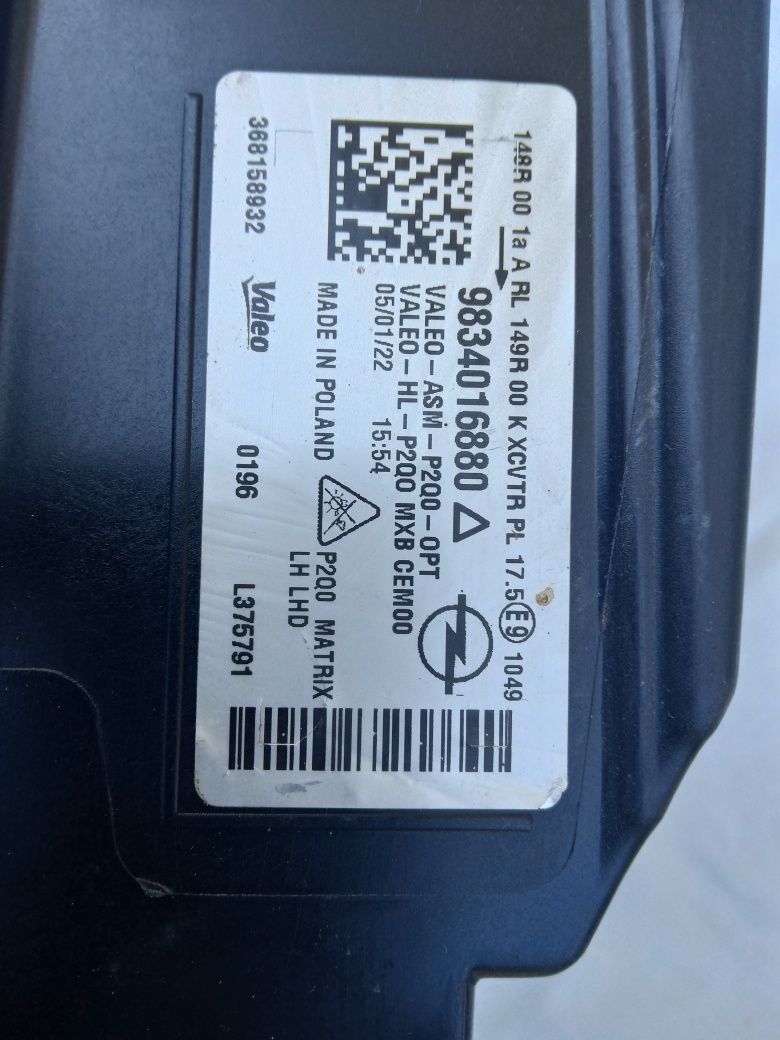 148R 00 1a A RL 149R 00 K XCVTR PL 17.5 E9 1049
9834016880
VALEO-ASM-P2Q0-OPT
VALEO-HL-P2Q0 MXB CEM00
05/01/22 15:54
MADE IN POLAND
P2Q0 MATRIX
LH LHD
368158932
Valeo
0196
L375791